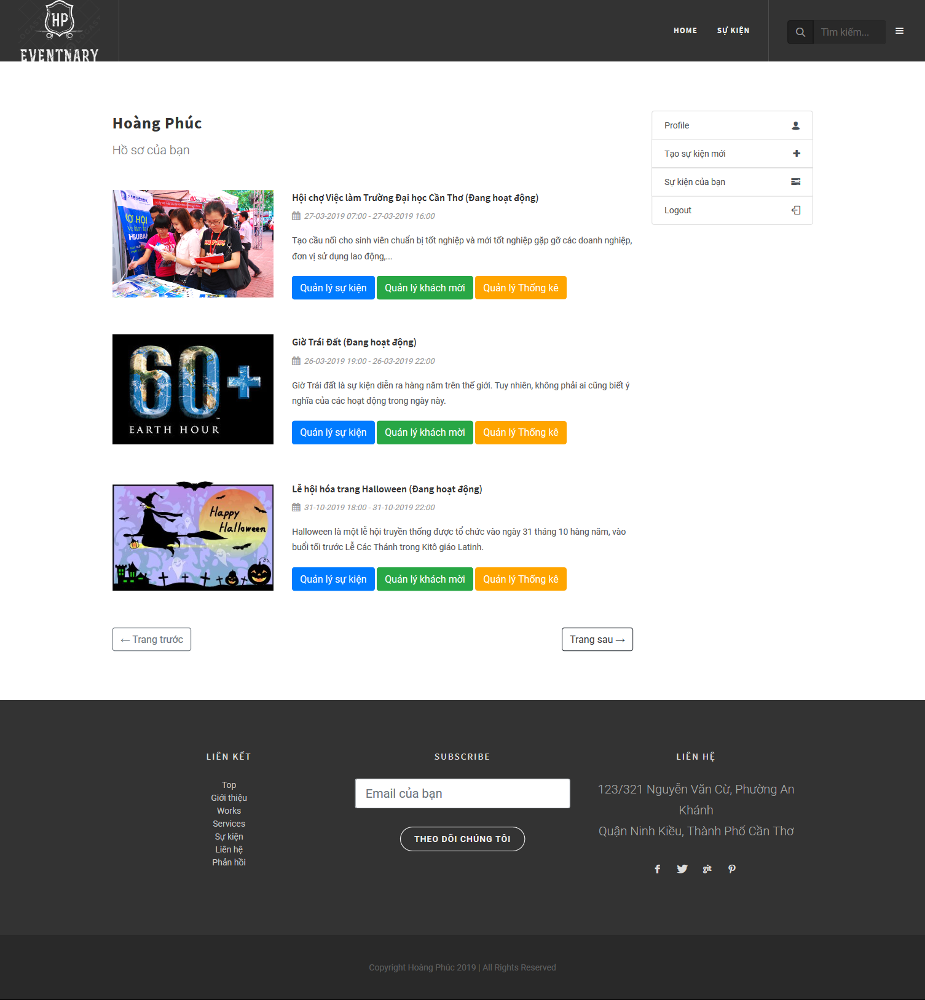 HP
EVENTNARY
HOME
SỰ KIỆN
Tìm kiếm...
Hoàng Phúc
Hồ sơ của bạn
Profile
Tạo sự kiện mới
Sự kiện của bạn
Logout
Hội chợ Việc làm Trường Đại học Cần Thơ (Đang hoạt động)
27-03-2019 07:00 - 27-03-2019 16:00
Tạo cầu nối cho sinh viên chuẩn bị tốt nghiệp và mới tốt nghiệp gặp gỡ các doanh nghiệp,
đơn vị sử dụng lao động,...
Quản lý sự kiện
Quản lý khách mời
Quản lý Thống kê
60+
EARTH HOUR
Giờ Trái Đất (Đang hoạt động)
26-03-2019 19:00 - 26-03-2019 22:00
Giờ Trái đất là sự kiện diễn ra hàng năm trên thế giới. Tuy nhiên, không phải ai cũng biết ý
nghĩa của các hoạt động trong ngày này.
Quản lý sự kiện
Quản lý khách mời
Quản lý Thống kê
Happy
Halloween
Lễ hội hóa trang Halloween (Đang hoạt động)
31-10-2019 18:00 - 31-10-2019 22:00
Halloween là một lễ hội truyền thống được tổ chức vào ngày 31 tháng 10 hàng năm, vào
buổi tối trước Lễ Các Thánh trong Kitô giáo Latinh.
Quản lý sự kiện
Quản lý khách mời
Quản lý Thống kê
← Trang trước
Trang sau →
LIÊN KẾT
Top
Giới thiệu
Works
Services
Sự kiện
Liên hệ
Phản hồi
SUBSCRIBE
Email của bạn
THEO DÕI CHÚNG TÔI
LIÊN HỆ
123/321 Nguyễn Văn Cừ, Phường An
Khánh
Quận Ninh Kiều, Thành Phố Cần Thơ
git
Copyright Hoàng Phúc 2019 | All Rights Reserved